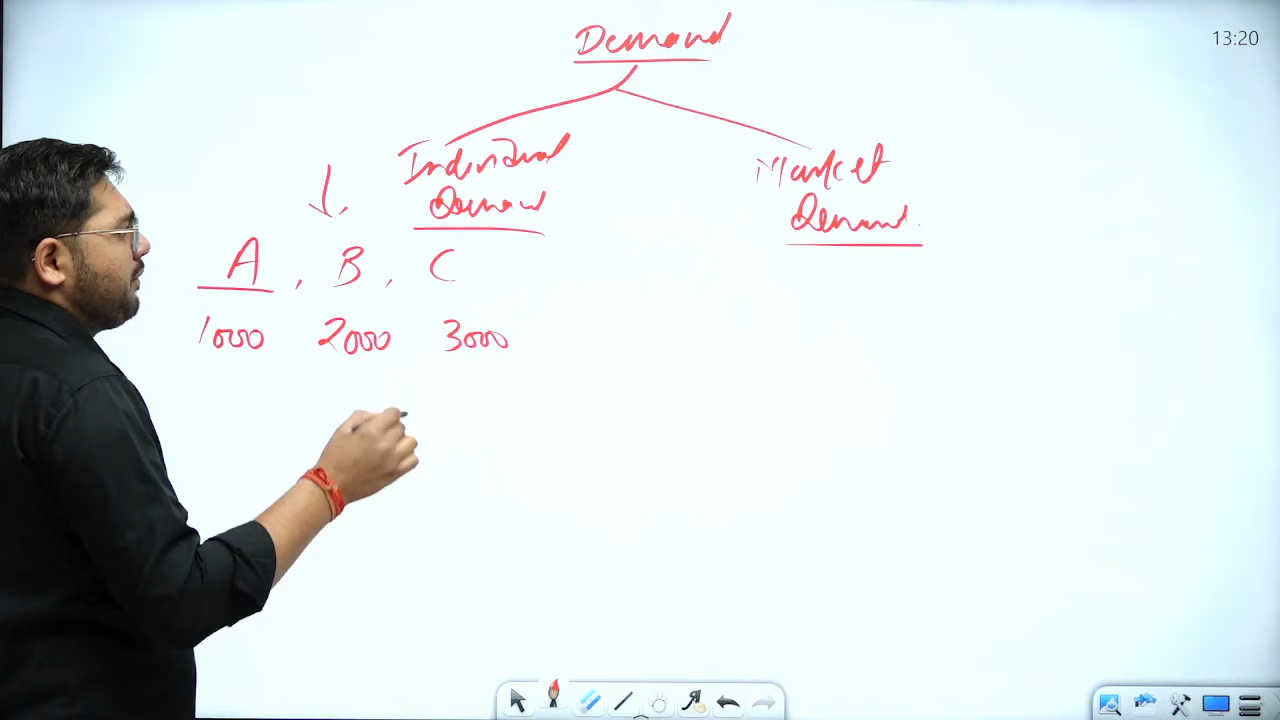 13:20
Demand
Individual
Demand
Market
Demand.
A, B, C
1000 2000 3000